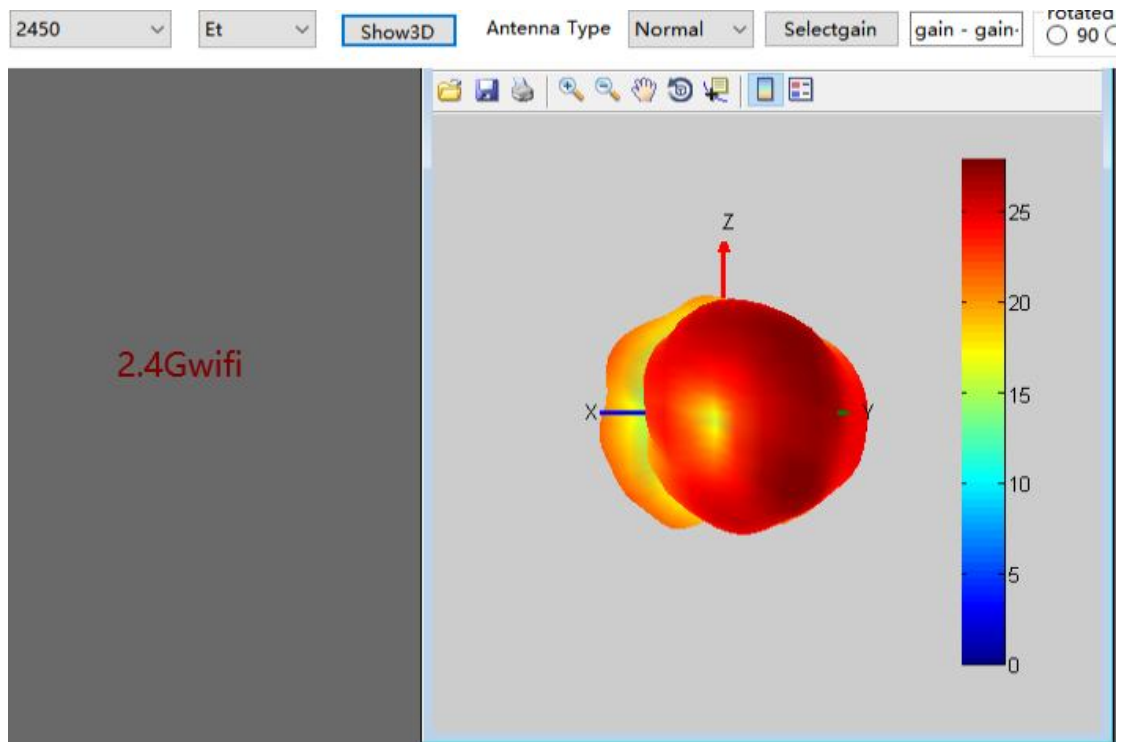 2450 Et Show3D Antenna Type Normal Selectgain gain - gain- rotated
90
Z
25
20
2.4Gwifi
15
X Y
10
5
0